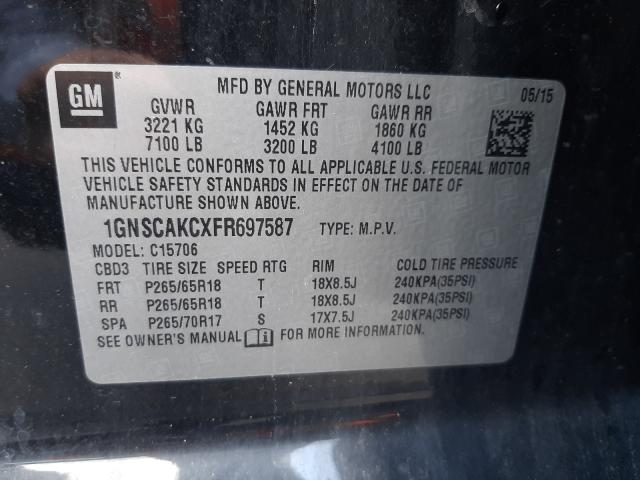 GM
MFD BY GENERAL MOTORS LLC 05/15
GVWR GAWR FRT GAWR RR
3221 KG 1452 KG 1860 KG
7100 LB 3200 LB 4100 LB
THIS VEHICLE CONFORMS TO ALL APPLICABLE U.S. FEDERAL MOTOR
VEHICLE SAFETY STANDARDS IN EFFECT ON THE DATE OF
MANUFACTURE SHOWN ABOVE.
1GNSCAKCXFR697587 TYPE: M.P.V.
MODEL: C15706
CBD3 TIRE SIZE SPEED RTG RIM COLD TIRE PRESSURE
FRT P265/65R18 T 18X8.5J 240KPA(35PSI)
RR P265/65R18 T 18X8.5J 240KPA(35PSI)
SPA P265/70R17 S 17X7.5J 240KPA(35PSI)
SEE OWNER'S MANUAL FOR MORE INFORMATION.